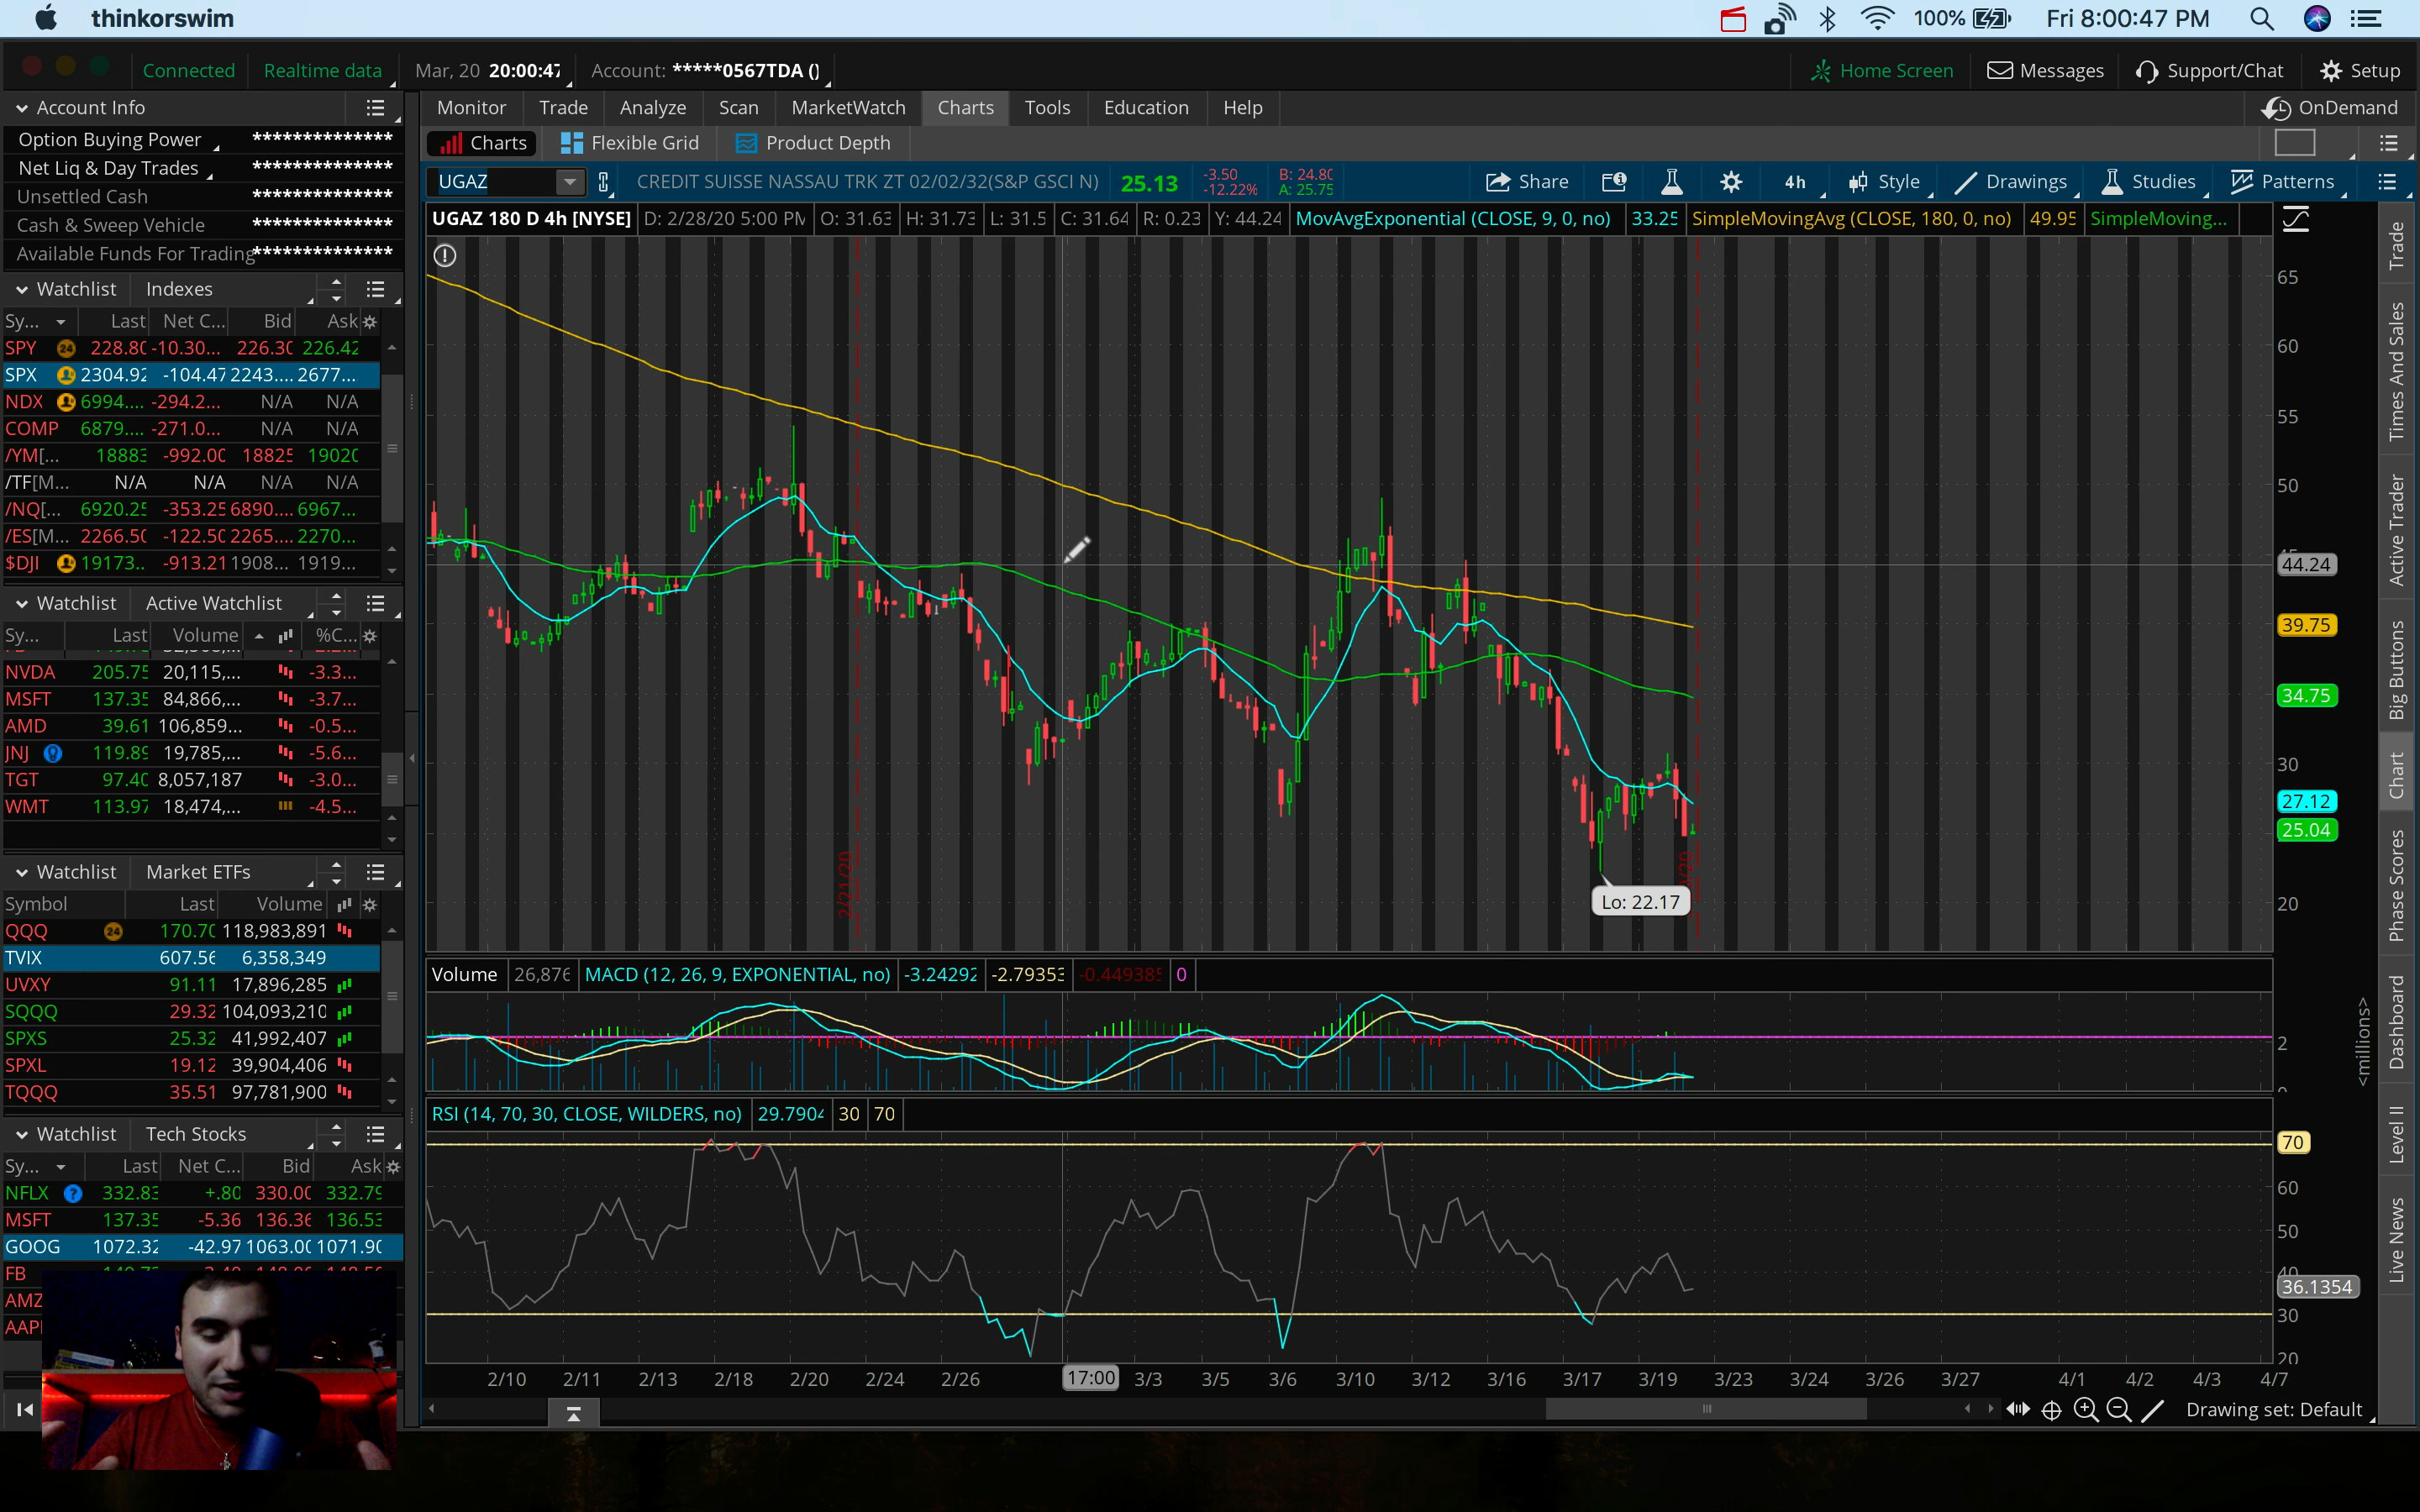 thinkorswim 100% Fri 8:00:47 PM
Connected Realtime data Mar, 20 20:00:47 Account: *****0567TDA () Home Screen Messages Support/Chat Setup
Account Info Monitor Trade Analyze Scan MarketWatch Charts Tools Education Help OnDemand
Option Buying Power ************** Charts Flexible Grid Product Depth
Net Liq & Day Trades **************
Unsettled Cash **************
Cash & Sweep Vehicle **************
Available Funds For Trading **************
UGAZ CREDIT SUISSE NASSAU TRK ZT 02/02/32(S&P GSCI N) 25.13 -3.50 -12.22% B: 24.80 A: 25.75 Share 4h Style Drawings Studies Patterns
UGAZ 180 D 4h [NYSE] D: 2/28/20 5:00 PM O: 31.63 H: 31.73 L: 31.5 C: 31.64 R: 0.23 Y: 44.24 MovAvgExponential (CLOSE, 9, 0, no) 33.25 SimpleMovingAvg (CLOSE, 180, 0, no) 49.95 SimpleMoving...
Watchlist Indexes
Sy... Last Net C... Bid Ask
SPY 24 228.80 -10.30... 226.30 226.42
SPX 2304.92 -104.47 2243.... 2677...
NDX 6994.... -294.2... N/A N/A
COMP 6879.... -271.0... N/A N/A
/YM[... 18883 -992.00 18825 19020
/TF[M... N/A N/A N/A N/A
/NQ[... 6920.25 -353.25 6890.... 6967...
/ES[M... 2266.50 -122.50 2265.... 2270...
$DJI 19173.. -913.21 1908... 1919...
Watchlist Active Watchlist
Sy... Last Volume %C...
NVDA 205.75 20,115,... -3.3...
MSFT 137.35 84,866,... -3.7...
AMD 39.61 106,859... -0.5...
JNJ 119.89 19,785,... -5.6...
TGT 97.40 8,057,187 -3.0...
WMT 113.97 18,474,... -4.5...
Watchlist Market ETFs
Symbol Last Volume
QQQ 24 170.70 118,983,891
TVIX 607.56 6,358,349
UVXY 91.11 17,896,285
SQQQ 29.32 104,093,210
SPXS 25.32 41,992,407
SPXL 19.12 39,904,406
TQQQ 35.51 97,781,900
Watchlist Tech Stocks
Sy... Last Net C... Bid Ask
NFLX 332.83 +.80 330.00 332.79
MSFT 137.35 -5.36 136.36 136.53
GOOG 1072.32 -42.97 1063.00 1071.90
FB
AMZ
AAPL
65
60
55
50
44.24
39.75
34.75
30
27.12
25.04
20
2/21/20
Lo: 22.17
Volume 26,876 MACD (12, 26, 9, EXPONENTIAL, no) -3.24292 -2.79353 -0.449385 0
2
<millions>
RSI (14, 70, 30, CLOSE, WILDERS, no) 29.7904 30 70
70
60
50
40
36.1354
30
20
2/10 2/11 2/13 2/18 2/20 2/24 2/26 17:00 3/3 3/5 3/6 3/10 3/12 3/16 3/17 3/19 3/23 3/24 3/26 3/27 4/1 4/2 4/3 4/7
Drawing set: Default
Trade
Times And Sales
Active Trader
Big Buttons
Chart
Phase Scores
Dashboard
Level II
Live News